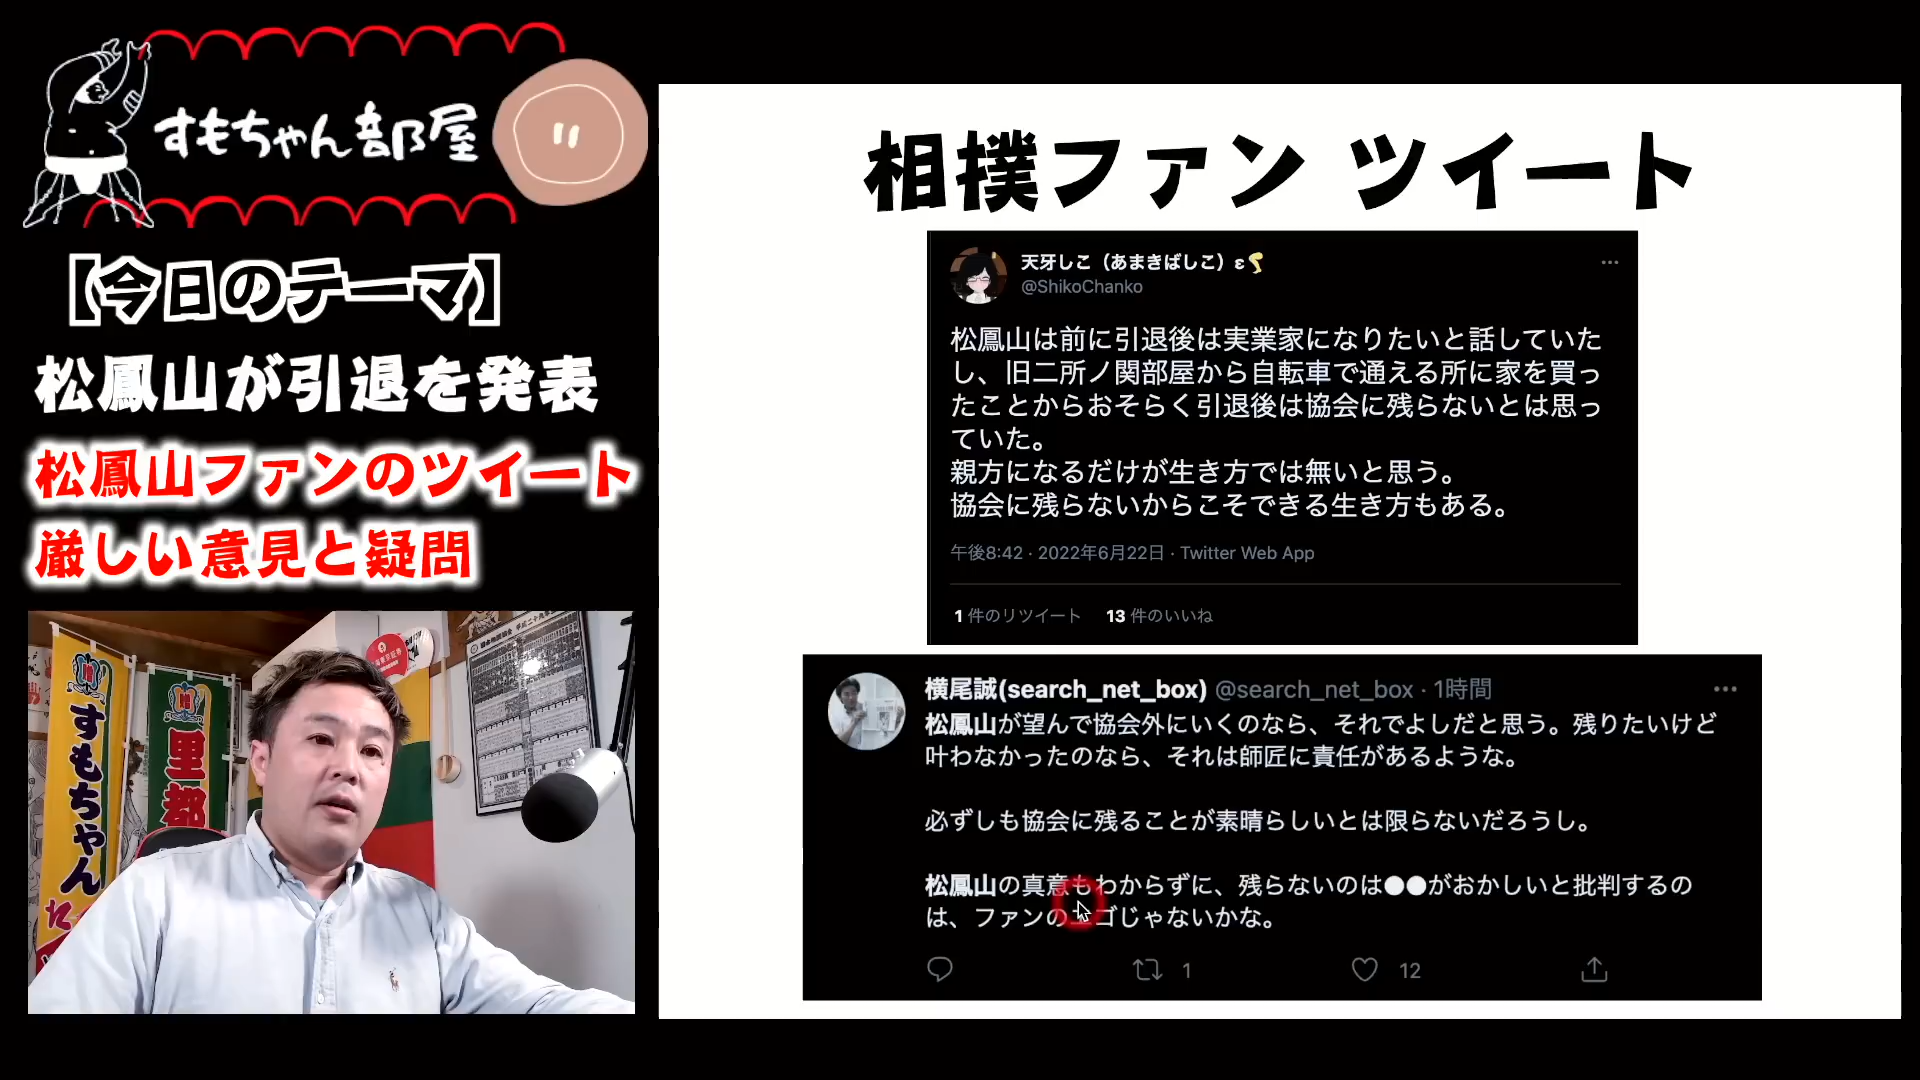 すもちゃん部屋
【今日のテーマ】
松鳳山が引退を発表
松鳳山ファンのツイート
厳しい意見と疑問
すもちゃん
里都
相撲ファン ツイート
天牙しこ（あまきばしこ）ε
@ShikoChanko
松鳳山は前に引退後は実業家になりたいと話していた
し、旧二所ノ関部屋から自転車で通える所に家を買っ
たことからおそらく引退後は協会に残らないとは思っ
ていた。
親方になるだけが生き方では無いと思う。
協会に残らないからこそできる生き方もある。
午後8:42 · 2022年6月22日 · Twitter Web App
1 件のリツイート 13 件のいいね
横尾誠(search_net_box) @search_net_box · 1時間
松鳳山が望んで協会外にいくのなら、それでよしだと思う。残りたいけど
叶わなかったのなら、それは師匠に責任があるような。
必ずしも協会に残ることが素晴らしいとは限らないだろうし。
松鳳山の真意もわからずに、残らないのは●●がおかしいと批判するの
は、ファンのエゴじゃないかな。
1 12